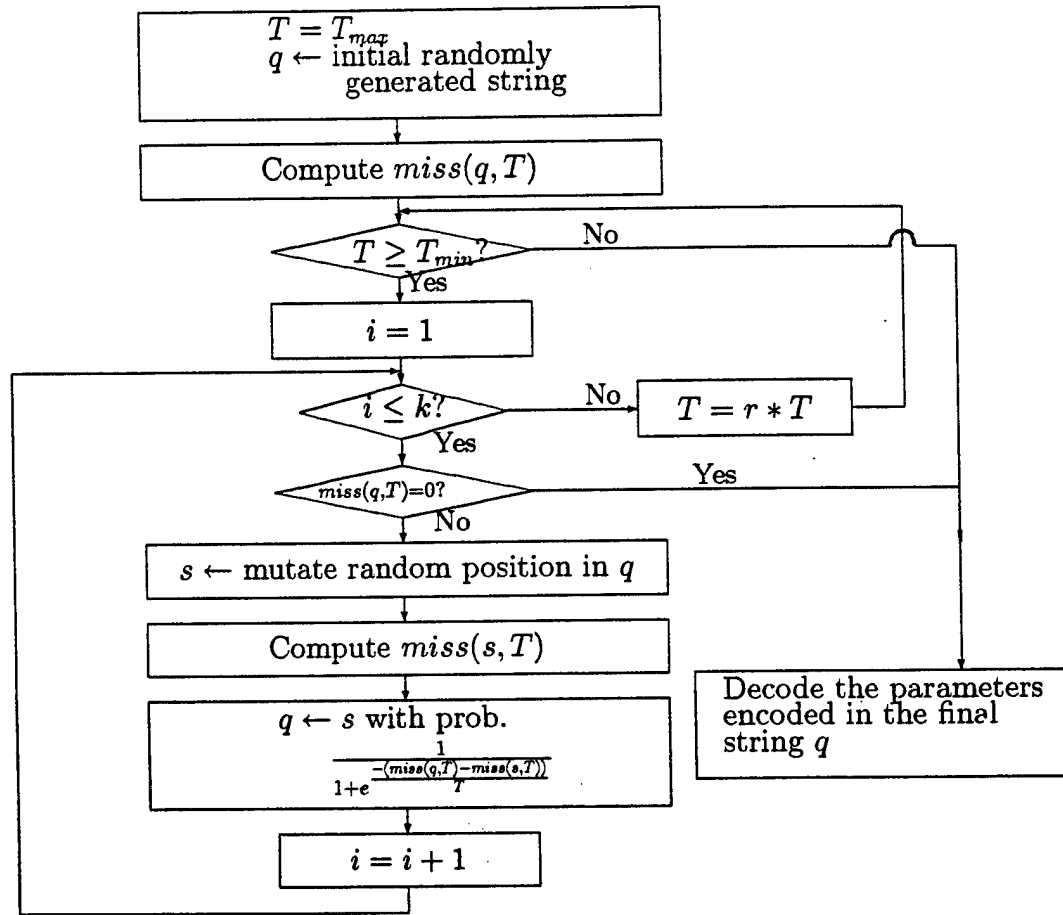 T = T_max
q ← initial randomly
generated string
Compute miss(q, T)
T ≥ T_min?
No
Yes
i = 1
i ≤ k?
No
T = r * T
Yes
miss(q,T)=0?
Yes
No
s ← mutate random position in q
Compute miss(s, T)
q ← s with prob.
1
1+e^{-(miss(q,T)-miss(s,T))/T}
i = i + 1
Decode the parameters
encoded in the final
string q